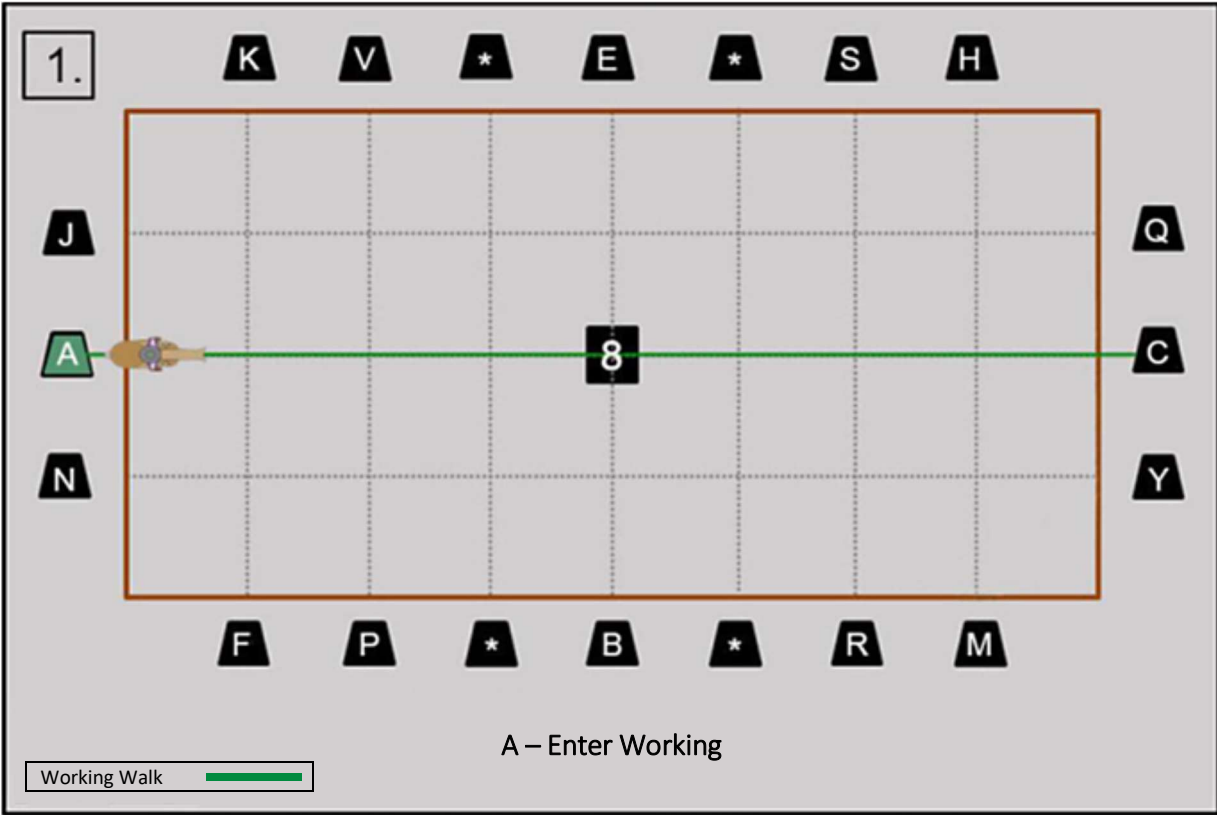 1.
K V * E * S H
J Q
A 8 C
N Y
F P * B * R M
A – Enter Working
Working Walk